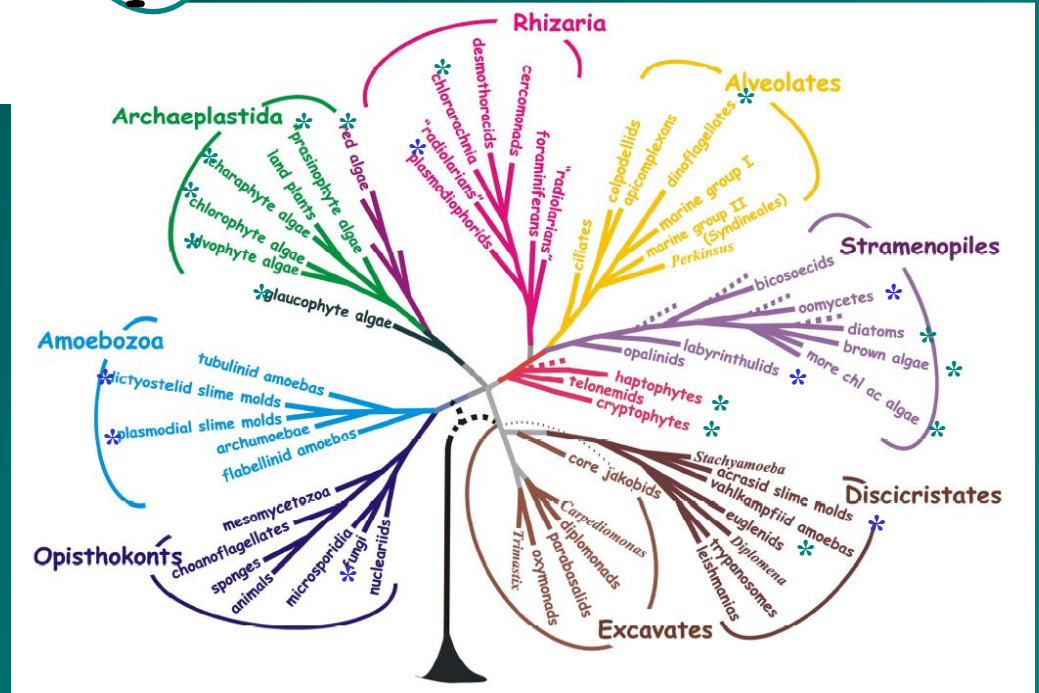 Rhizaria
desmothoracids
cercomonads
chlorarachnia
"radiolarians"
plasmodiophorids
foraminiferans
"radiolarians"
Alveolates
colpodellids
apicomplexans
dinoflagellates
ciliates
marine group I
marine group II
(Syndineales)
Perkinsus
Archaeplastida
red algae
prasinophyte algae
land plants
charaphyte algae
chlorophyte algae
ulvophyte algae
glaucophyte algae
Stramenopiles
bicosoecids
oomycetes
diatoms
brown algae
more chl ac algae
labyrinthulids
opalinids
haptophytes
telonemids
cryptophytes
Amoebozoa
tubulinid amoebas
dictyostelid slime molds
plasmodial slime molds
archamoebae
flabellinid amoebas
Opisthokonts
mesomycetozoa
choanoflagellates
sponges
animals
microsporidia
fungi
nucleariids
Discicristates
Stachyamoeba
acrasid slime molds
vahlkampfiid amoebas
euglenids
Diplomena
trypanosomes
leishmanias
core jakobids
Carpediomonas
diplomonads
parabasalids
oxymonads
Trimastix
Excavates